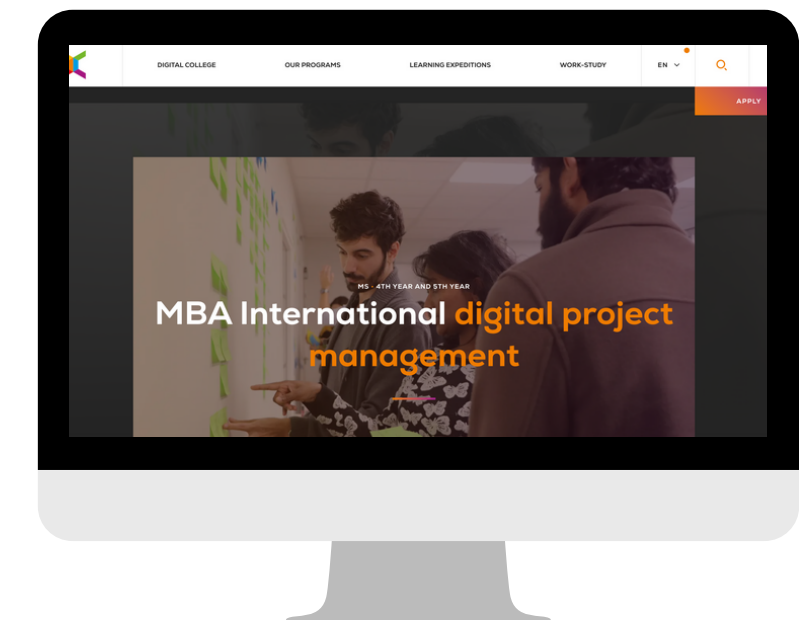 DIGITAL COLLEGE
OUR PROGRAMS
LEARNING EXPEDITIONS
WORK-STUDY
EN
APPLY
MS - 4TH YEAR AND 5TH YEAR
MBA International digital project
management